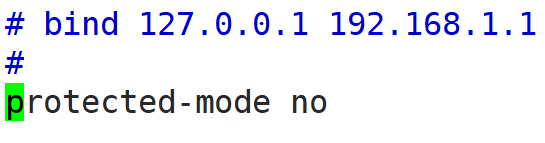 # bind 127.0.0.1 192.168.1.1
#
protected-mode no